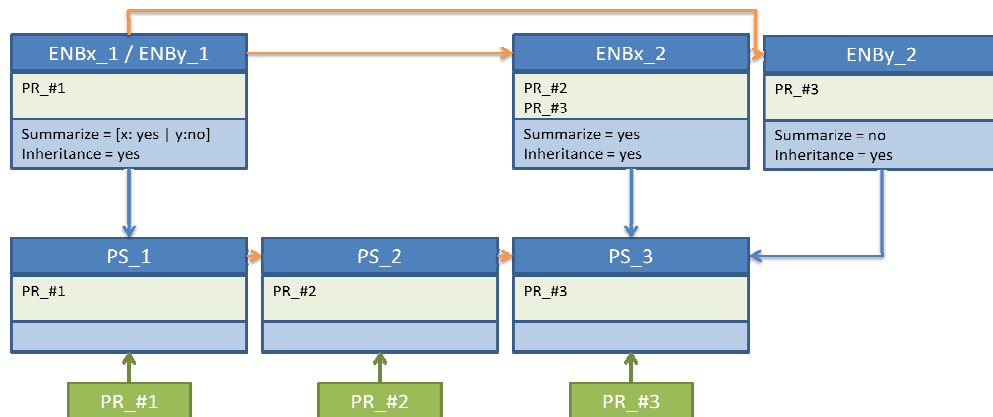 ENBx_1 / ENBy_1
PR_#1
Summarize = [x: yes | y:no]
Inheritance = yes
ENBx_2
PR_#2
PR_#3
Summarize = yes
Inheritance = yes
ENBy_2
PR_#3
Summarize = no
Inheritance = yes
PS_1
PR_#1
PS_2
PR_#2
PS_3
PR_#3
PR_#1
PR_#2
PR_#3